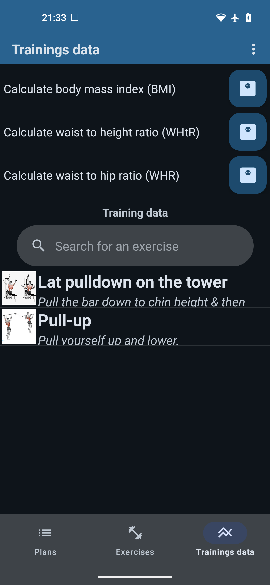 21:33
Trainings data
Calculate body mass index (BMI)
Calculate waist to height ratio (WHtR)
Calculate waist to hip ratio (WHR)
Training data
Search for an exercise
Lat pulldown on the tower
Pull the bar down to chin height & then
Pull-up
Pull yourself up and lower.
Plans
Exercises
Trainings data